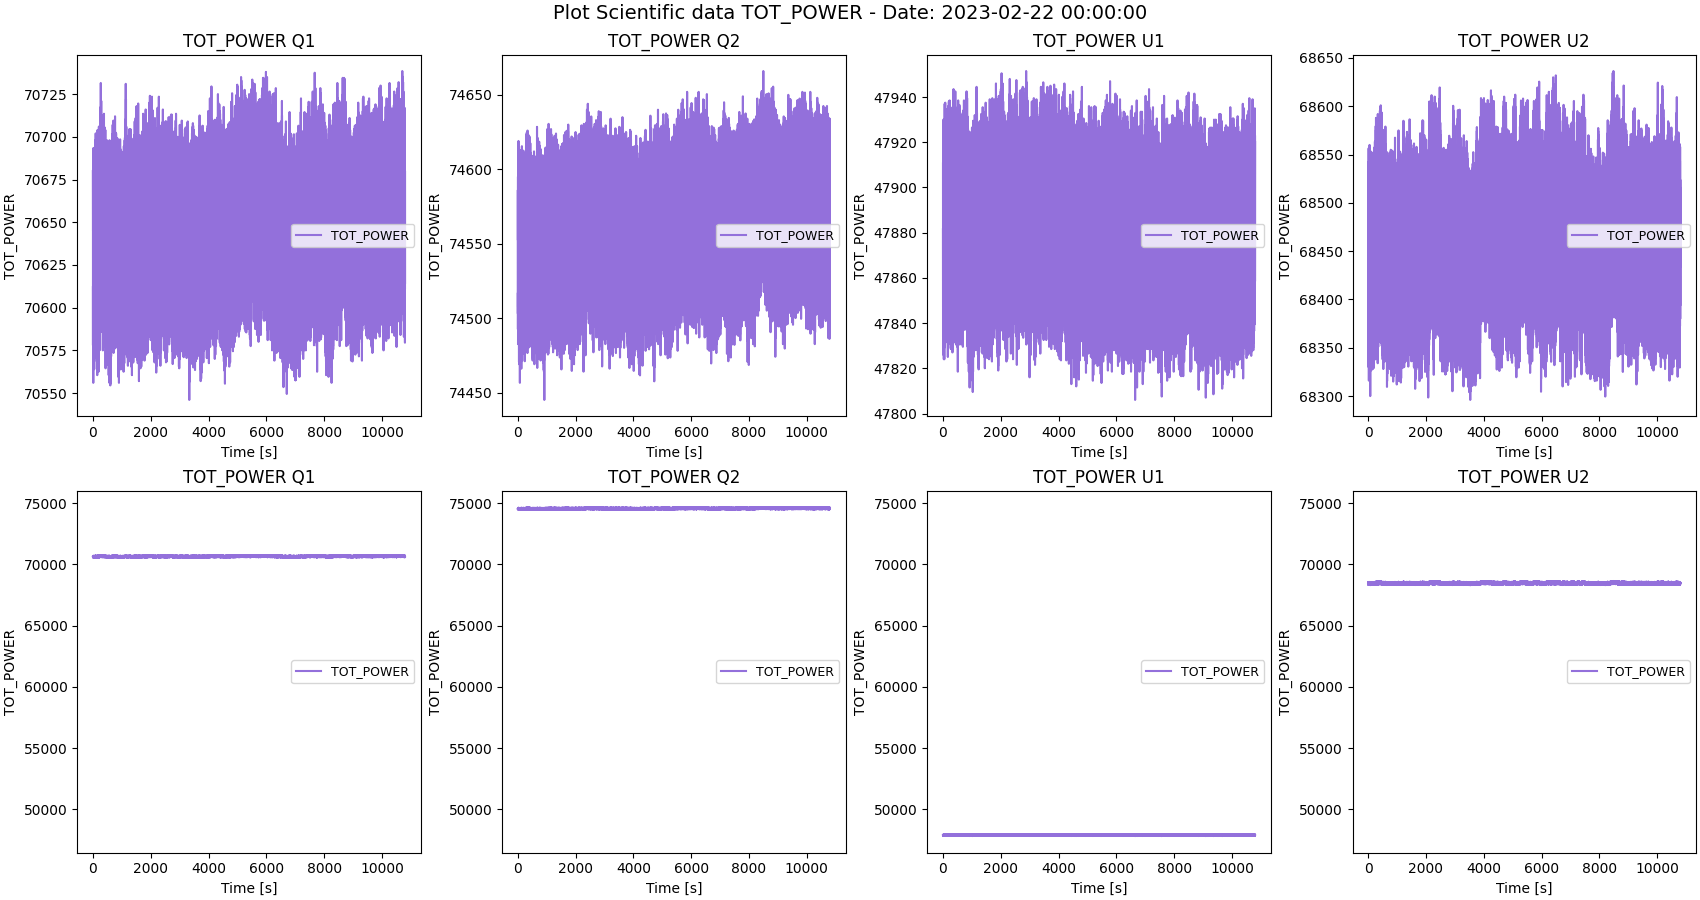 Plot Scientific data TOT_POWER - Date: 2023-02-22 00:00:00
TOT_POWER Q1
TOT_POWER
70725
70700
70675
70650
70625
70600
70575
70550
0 2000 4000 6000 8000 10000
Time [s]
TOT_POWER
TOT_POWER Q2
TOT_POWER
74650
74600
74550
74500
74450
0 2000 4000 6000 8000 10000
Time [s]
TOT_POWER
TOT_POWER U1
TOT_POWER
47940
47920
47900
47880
47860
47840
47820
47800
0 2000 4000 6000 8000 10000
Time [s]
TOT_POWER
TOT_POWER U2
TOT_POWER
68650
68600
68550
68500
68450
68400
68350
68300
0 2000 4000 6000 8000 10000
Time [s]
TOT_POWER
TOT_POWER Q1
TOT_POWER
75000
70000
65000
60000
55000
50000
0 2000 4000 6000 8000 10000
Time [s]
TOT_POWER
TOT_POWER Q2
TOT_POWER
75000
70000
65000
60000
55000
50000
0 2000 4000 6000 8000 10000
Time [s]
TOT_POWER
TOT_POWER U1
TOT_POWER
75000
70000
65000
60000
55000
50000
0 2000 4000 6000 8000 10000
Time [s]
TOT_POWER
TOT_POWER U2
TOT_POWER
75000
70000
65000
60000
55000
50000
0 2000 4000 6000 8000 10000
Time [s]
TOT_POWER